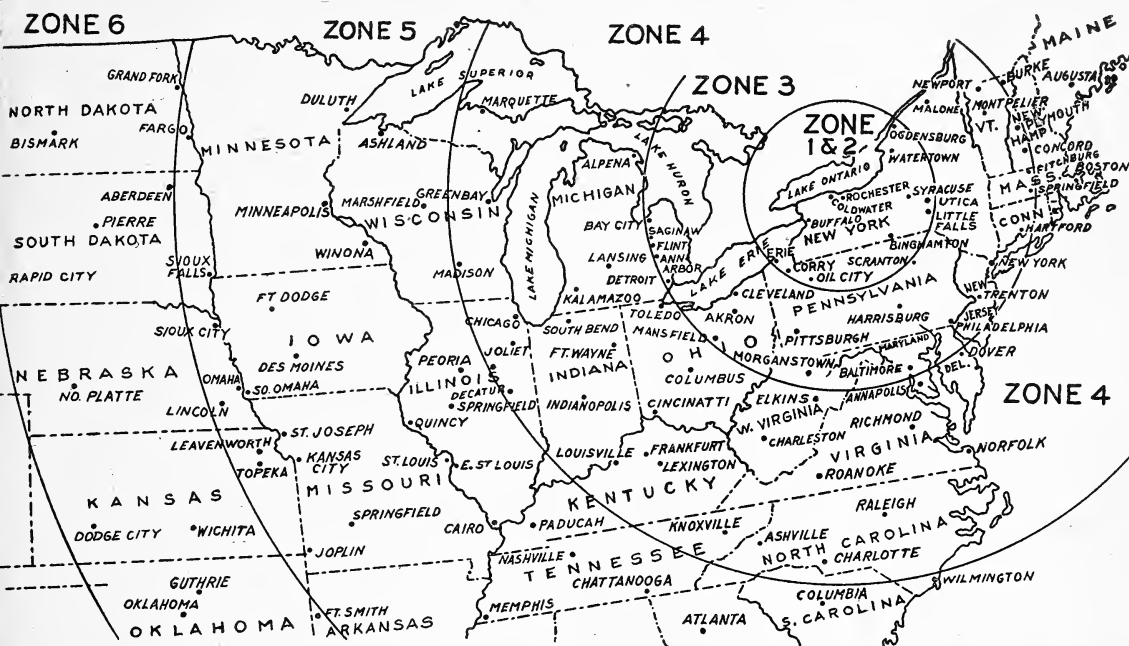 ZONE 6
ZONE 5
ZONE 4
ZONE 3
ZONE
1 & 2
ZONE 4
MAINE
BURKE
AUGUSTA
NEWPORT
MALONE
MONTPELIER
VT.
NEW
HAMP.
PLYMOUTH
CONCORD
FITCHBURG
BOSTON
MASS.
SPRINGFIELD
CONN
HARTFORD
OGDENSBURG
WATERTOWN
LAKE ONTARIO
ROCHESTER
COLDWATER
SYRACUSE
UTICA
LITTLE
FALLS
BUFFALO
NEW YORK
BINGHAMTON
NEW YORK
ERIE
CORRY
OIL CITY
SCRANTON
PENNSYLVANIA
HARRISBURG
PITTSBURGH
NEW
JERSEY
TRENTON
PHILADELPHIA
MARYLAND
BALTIMORE
ANNAPOLIS
DEL.
DOVER
MORGANSTOWN
ELKINS
W. VIRGINIA
CHARLESTON
RICHMOND
VIRGINIA
NORFOLK
ROANOKE
RALEIGH
NORTH CAROLINA
ASHVILLE
CHARLOTTE
WILMINGTON
COLUMBIA
S. CAROLINA
ATLANTA
GRAND FORK
NORTH DAKOTA
BISMARK
FARGO
ABERDEEN
PIERRE
SOUTH DAKOTA
RAPID CITY
SIOUX
FALLS
DULUTH
MINNESOTA
MINNEAPOLIS
WINONA
LAKE SUPERIOR
MARQUETTE
ASHLAND
MARSHFIELD
GREENBAY
WISCONSIN
MADISON
LAKE MICHIGAN
ALPENA
MICHIGAN
LAKE HURON
BAY CITY
SAGINAW
FLINT
LANSING
ANN
ARBOR
DETROIT
KALAMAZOO
LAKE ERIE
TOLEDO
CLEVELAND
AKRON
MANSFIELD
OHIO
COLUMBUS
CINCINATTI
SOUTH BEND
FT. WAYNE
INDIANA
INDIANOPOLIS
CHICAGO
JOLIET
PEORIA
ILLINOIS
DECATUR
SPRINGFIELD
QUINCY
E. ST LOUIS
CAIRO
FT DODGE
IOWA
DES MOINES
SIOUX CITY
NEBRASKA
NO. PLATTE
OMAHA
SO. OMAHA
LINCOLN
LEAVENWORTH
TOPEKA
KANSAS
DODGE CITY
WICHITA
ST. JOSEPH
KANSAS
CITY
ST. LOUIS
MISSOURI
SPRINGFIELD
JOPLIN
LOUISVILLE
FRANKFURT
LEXINGTON
KENTUCKY
PADUCAH
KNOXVILLE
NASHVILLE
TENNESSEE
CHATTANOOGA
MEMPHIS
GUTHRIE
OKLAHOMA
OKLAHOMA
FT. SMITH
ARKANSAS